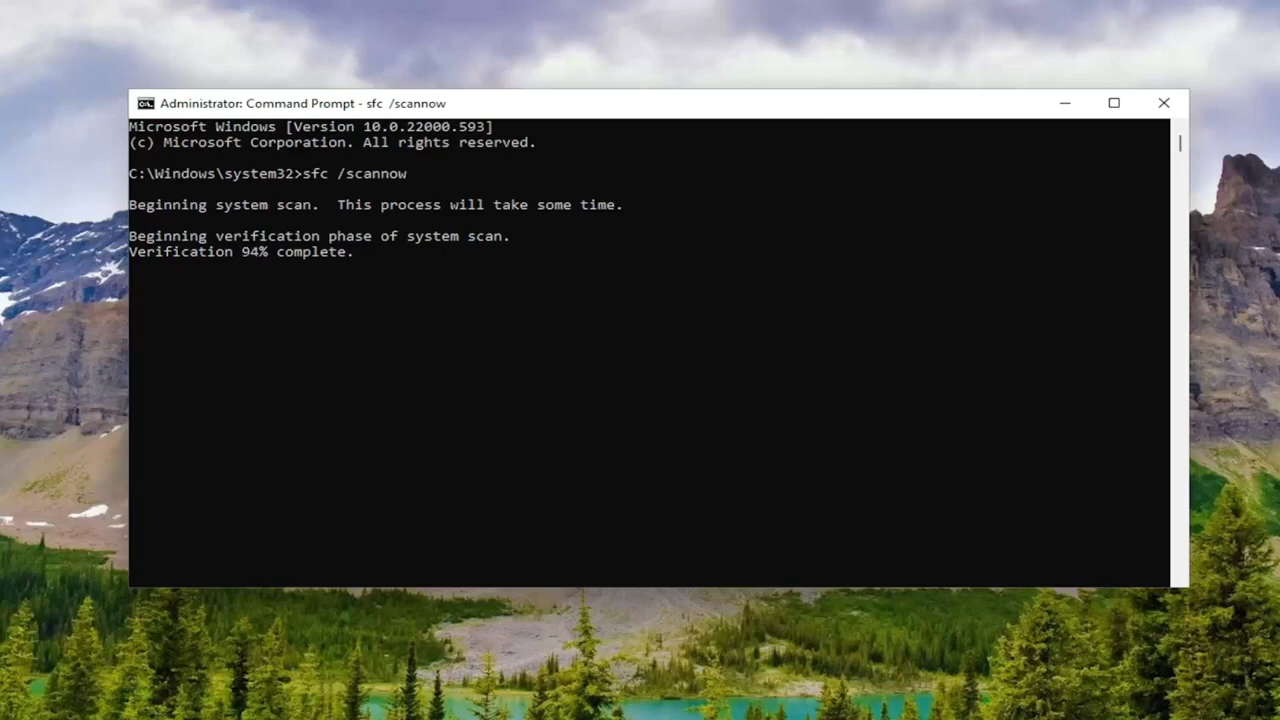 Administrator: Command Prompt - sfc  /scannow
Microsoft Windows [Version 10.0.22000.593]
(c) Microsoft Corporation. All rights reserved.
C:\Windows\system32>sfc /scannow
Beginning system scan.  This process will take some time.
Beginning verification phase of system scan.
Verification 94% complete.